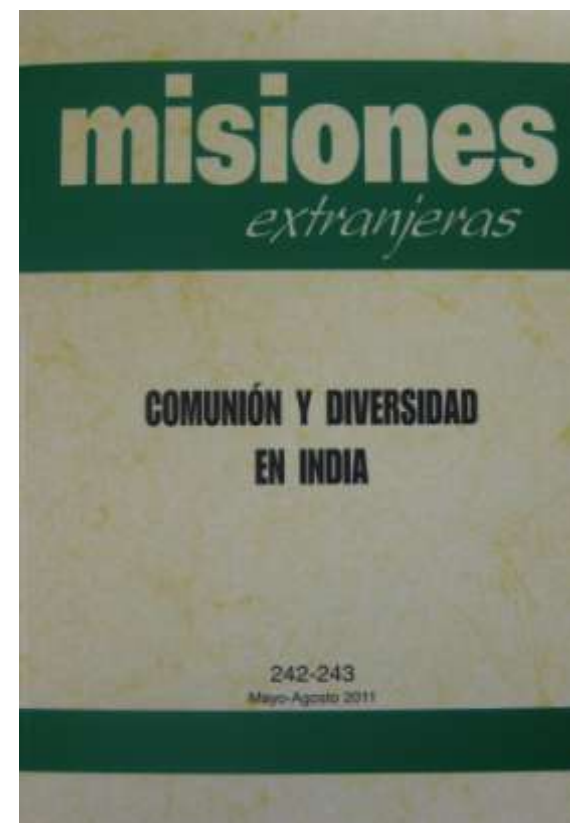 misiones
extranjeras
COMUNIÓN Y DIVERSIDAD
EN INDIA
242-243
Mayo-Agosto 2011